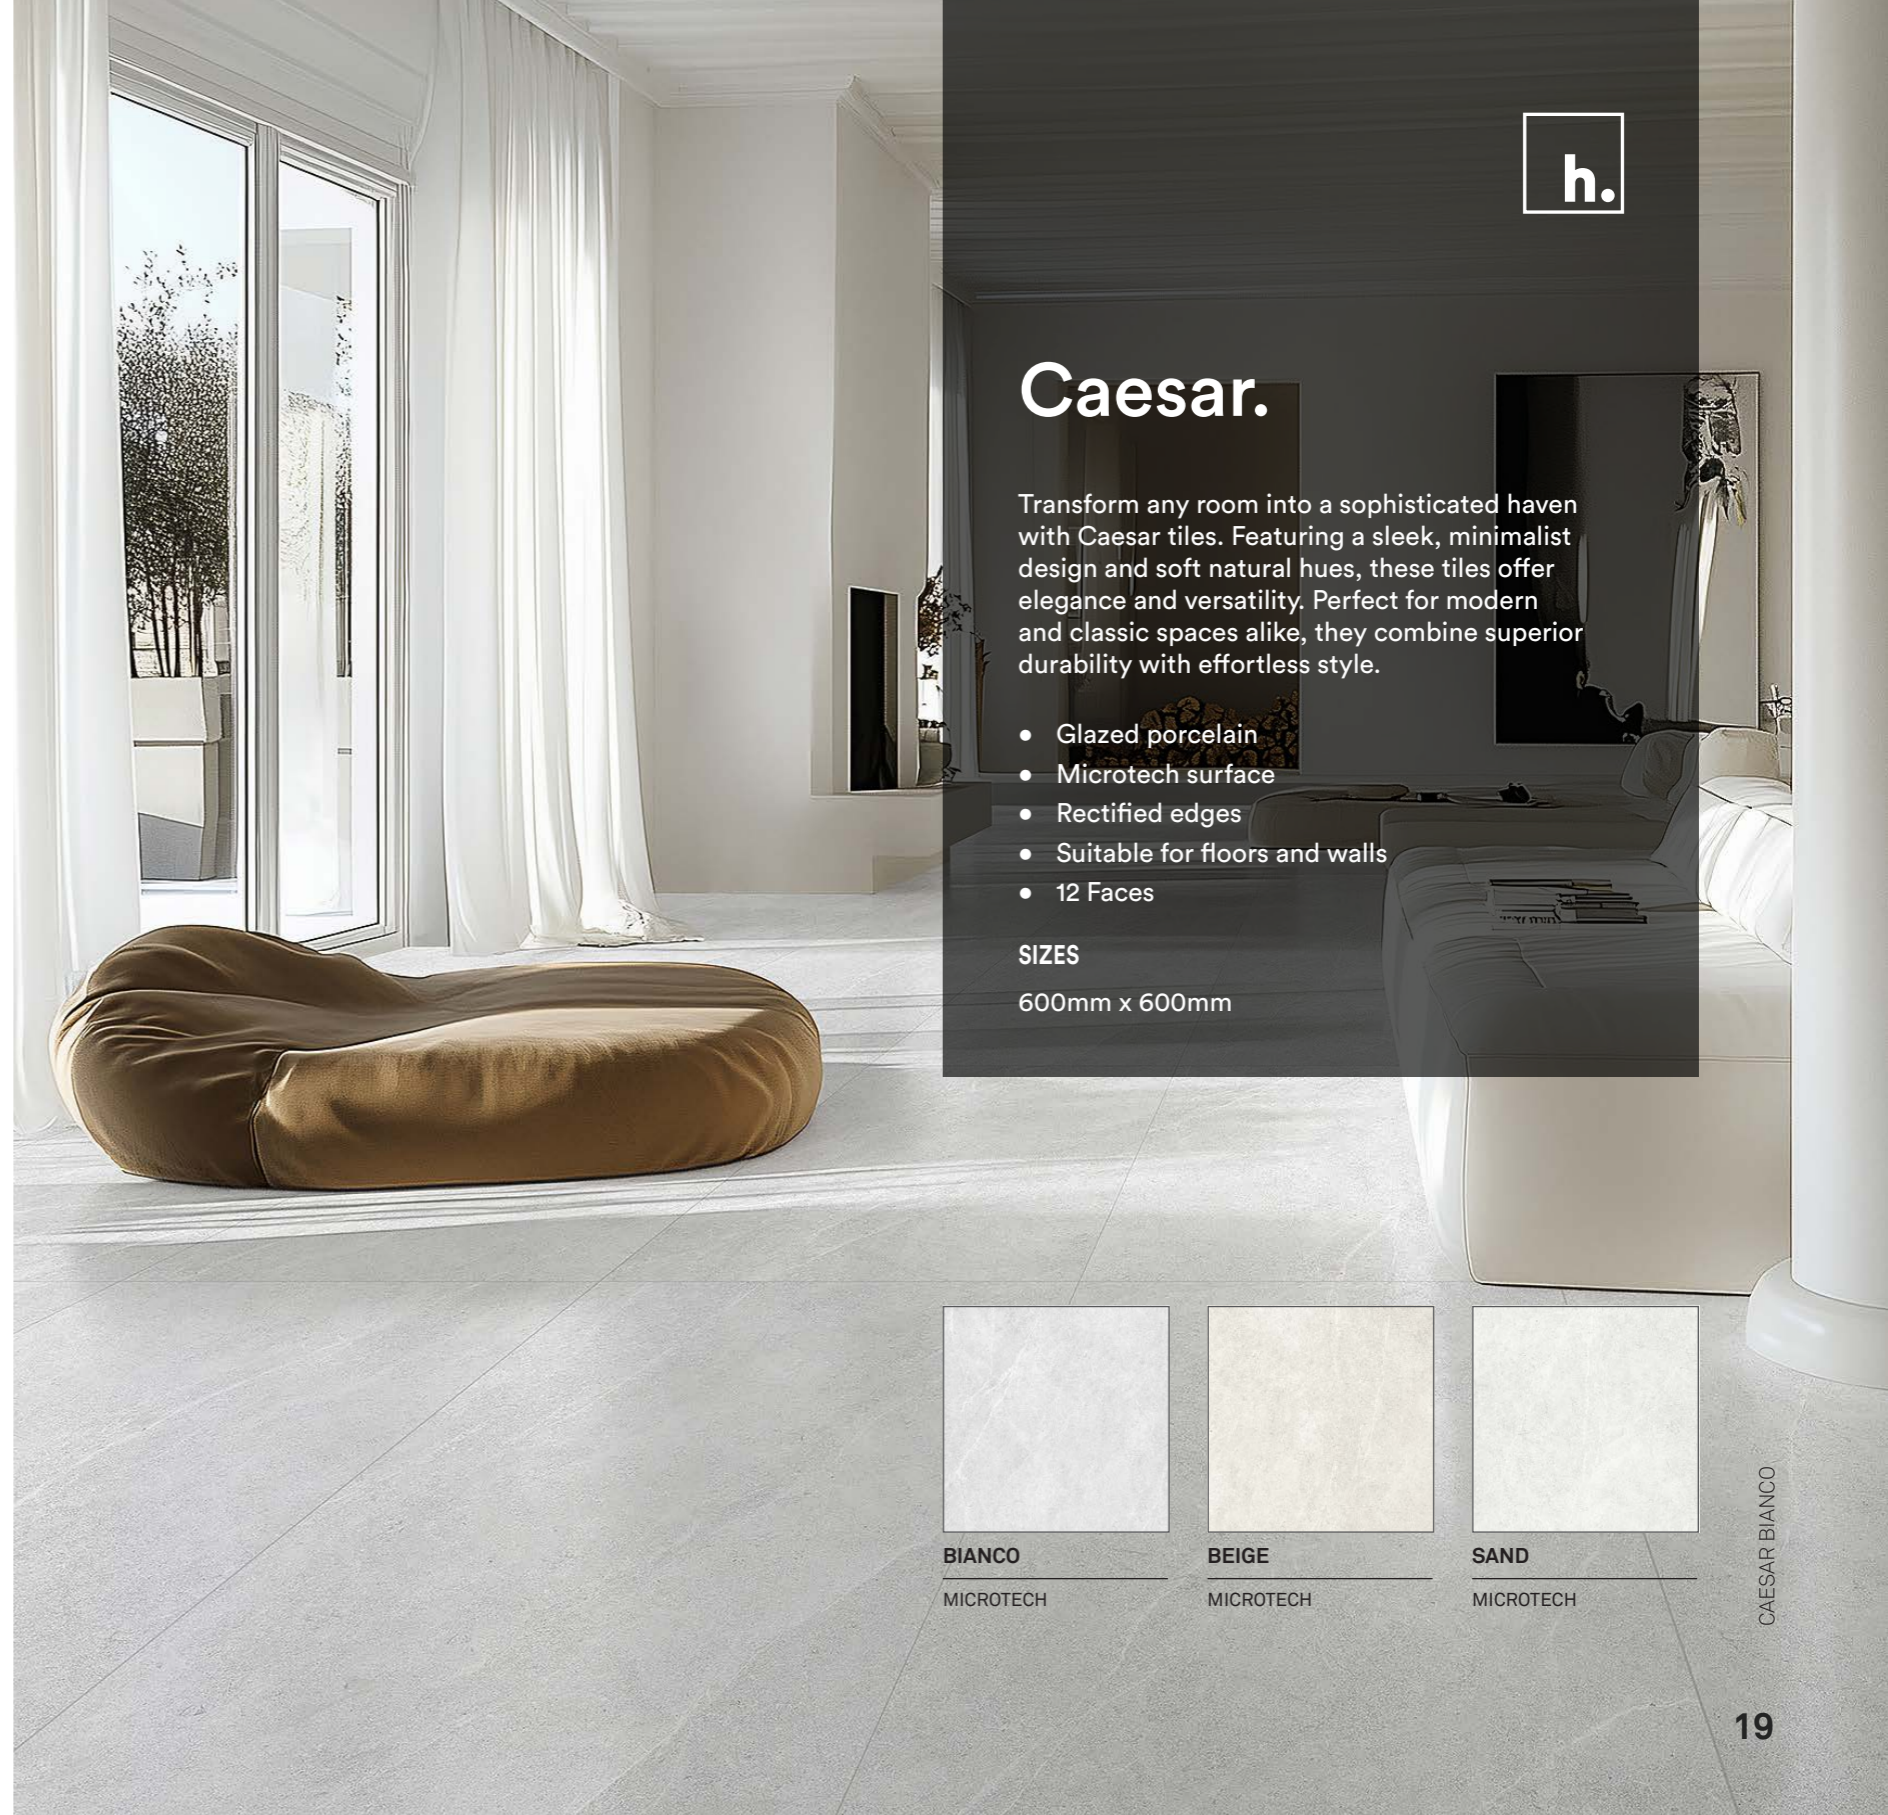 h.
Caesar.
Transform any room into a sophisticated haven
with Caesar tiles. Featuring a sleek, minimalist
design and soft natural hues, these tiles offer
elegance and versatility. Perfect for modern
and classic spaces alike, they combine superior
durability with effortless style.
• Glazed porcelain
• Microtech surface
• Rectified edges
• Suitable for floors and walls
• 12 Faces
SIZES
600mm x 600mm
BIANCO
MICROTECH
BEIGE
MICROTECH
SAND
MICROTECH
CAESAR BIANCO
19